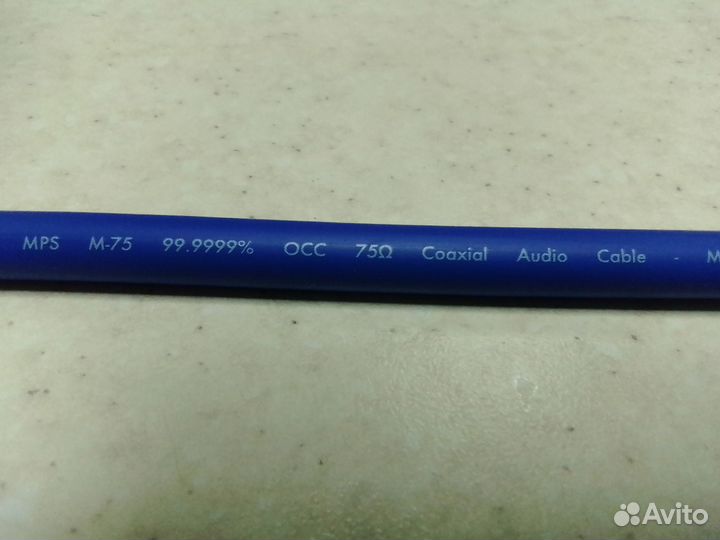 MPS M-75 99.9999% OCC 75Ω Coaxial Audio Cable - M
Avito